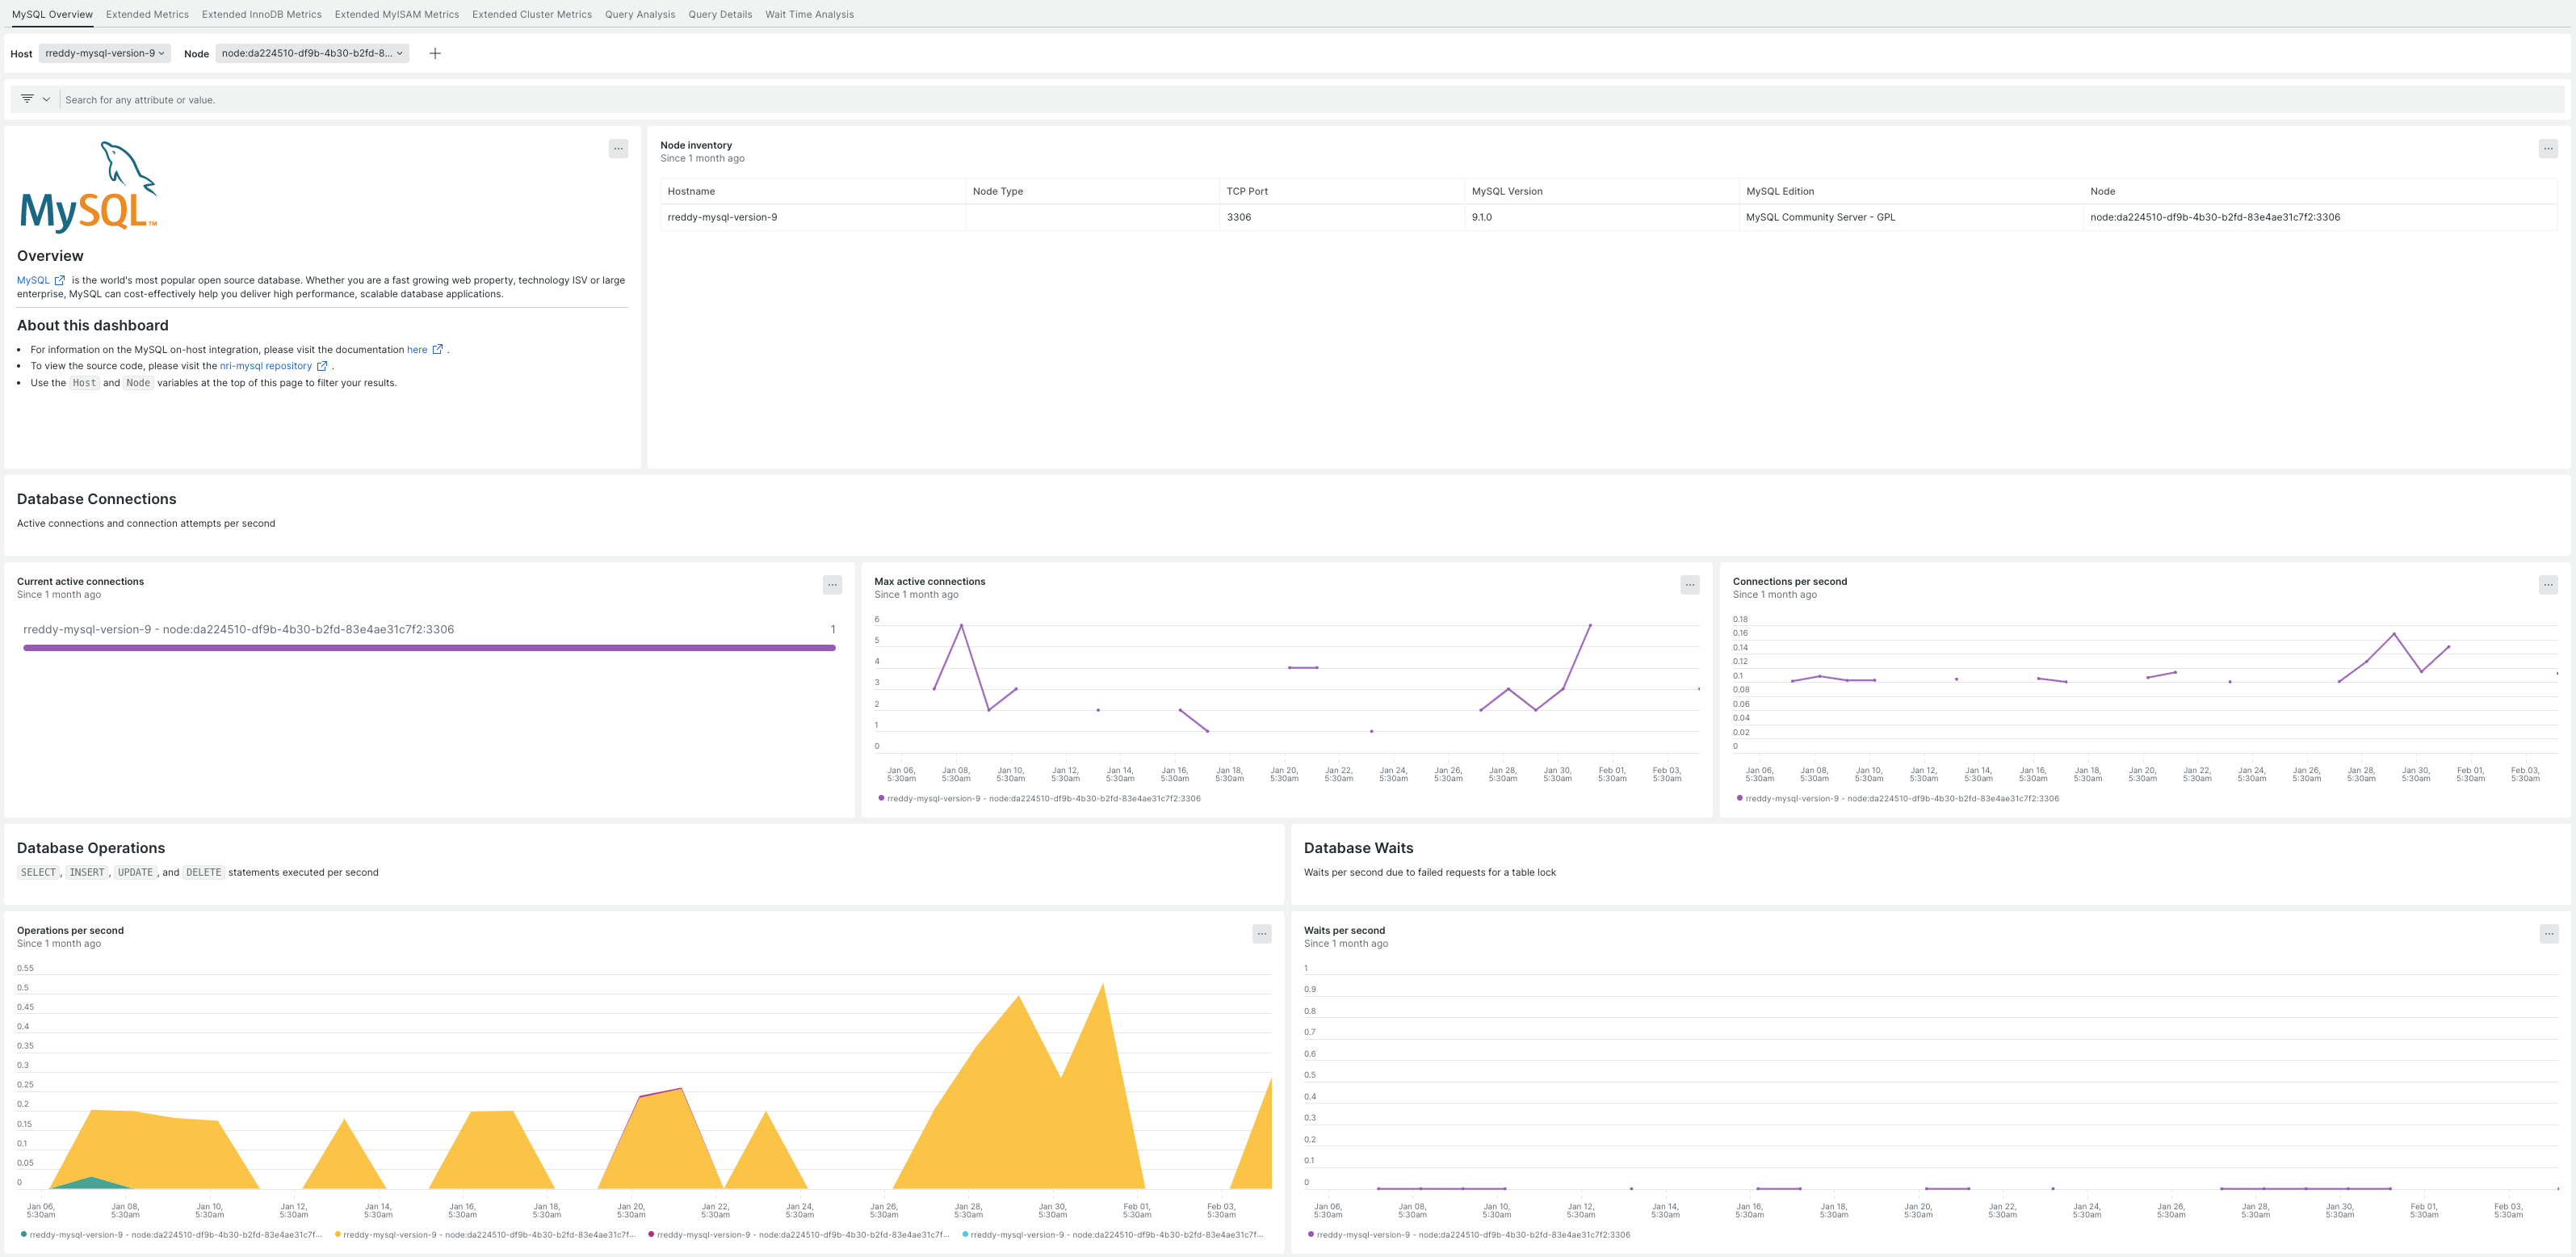 MySQL Overview Extended Metrics Extended InnoDB Metrics Extended MyISAM Metrics Extended Cluster Metrics Query Analysis Query Details Wait Time Analysis
Host rreddy-mysql-version-9 Node node:da224510-df9b-4b30-b2fd-8...
Search for any attribute or value.
MySQL™
Overview
MySQL is the world's most popular open source database. Whether you are a fast growing web property, technology ISV or large
enterprise, MySQL can cost-effectively help you deliver high performance, scalable database applications.
About this dashboard
• For information on the MySQL on-host integration, please visit the documentation here .
• To view the source code, please visit the nri-mysql repository .
• Use the Host and Node variables at the top of this page to filter your results.
Node inventory
Since 1 month ago
Hostname Node Type TCP Port MySQL Version MySQL Edition Node
rreddy-mysql-version-9 3306 9.1.0 MySQL Community Server - GPL node:da224510-df9b-4b30-b2fd-83e4ae31c7f2:3306
Database Connections
Active connections and connection attempts per second
Current active connections
Since 1 month ago
rreddy-mysql-version-9 - node:da224510-df9b-4b30-b2fd-83e4ae31c7f2:3306 1
Max active connections
Since 1 month ago
6
5
4
3
2
1
0
Jan 06, Jan 08, Jan 10, Jan 12, Jan 14, Jan 16, Jan 18, Jan 20, Jan 22, Jan 24, Jan 26, Jan 28, Jan 30, Feb 01, Feb 03,
5:30am 5:30am 5:30am 5:30am 5:30am 5:30am 5:30am 5:30am 5:30am 5:30am 5:30am 5:30am 5:30am 5:30am 5:30am
rreddy-mysql-version-9 - node:da224510-df9b-4b30-b2fd-83e4ae31c7f2:3306
Connections per second
Since 1 month ago
0.18
0.16
0.14
0.12
0.1
0.08
0.06
0.04
0.02
0
Jan 06, Jan 08, Jan 10, Jan 12, Jan 14, Jan 16, Jan 18, Jan 20, Jan 22, Jan 24, Jan 26, Jan 28, Jan 30, Feb 01, Feb 03,
5:30am 5:30am 5:30am 5:30am 5:30am 5:30am 5:30am 5:30am 5:30am 5:30am 5:30am 5:30am 5:30am 5:30am 5:30am
rreddy-mysql-version-9 - node:da224510-df9b-4b30-b2fd-83e4ae31c7f2:3306
Database Operations
SELECT, INSERT, UPDATE, and DELETE statements executed per second
Database Waits
Waits per second due to failed requests for a table lock
Operations per second
Since 1 month ago
0.55
0.5
0.45
0.4
0.35
0.3
0.25
0.2
0.15
0.1
0.05
0
Jan 06, Jan 08, Jan 10, Jan 12, Jan 14, Jan 16, Jan 18, Jan 20, Jan 22, Jan 24, Jan 26, Jan 28, Jan 30, Feb 01, Feb 03,
5:30am 5:30am 5:30am 5:30am 5:30am 5:30am 5:30am 5:30am 5:30am 5:30am 5:30am 5:30am 5:30am 5:30am 5:30am
rreddy-mysql-version-9 - node:da224510-df9b-4b30-b2fd-83e4ae31c7f... rreddy-mysql-version-9 - node:da224510-df9b-4b30-b2fd-83e4ae31c7f... rreddy-mysql-version-9 - node:da224510-df9b-4b30-b2fd-83e4ae31c7f... rreddy-mysql-version-9 - node:da224510-df9b-4b30-b2fd-83e4ae31c7f...
Waits per second
Since 1 month ago
1
0.9
0.8
0.7
0.6
0.5
0.4
0.3
0.2
0.1
0
Jan 06, Jan 08, Jan 10, Jan 12, Jan 14, Jan 16, Jan 18, Jan 20, Jan 22, Jan 24, Jan 26, Jan 28, Jan 30, Feb 01, Feb 03,
5:30am 5:30am 5:30am 5:30am 5:30am 5:30am 5:30am 5:30am 5:30am 5:30am 5:30am 5:30am 5:30am 5:30am 5:30am
rreddy-mysql-version-9 - node:da224510-df9b-4b30-b2fd-83e4ae31c7f2:3306